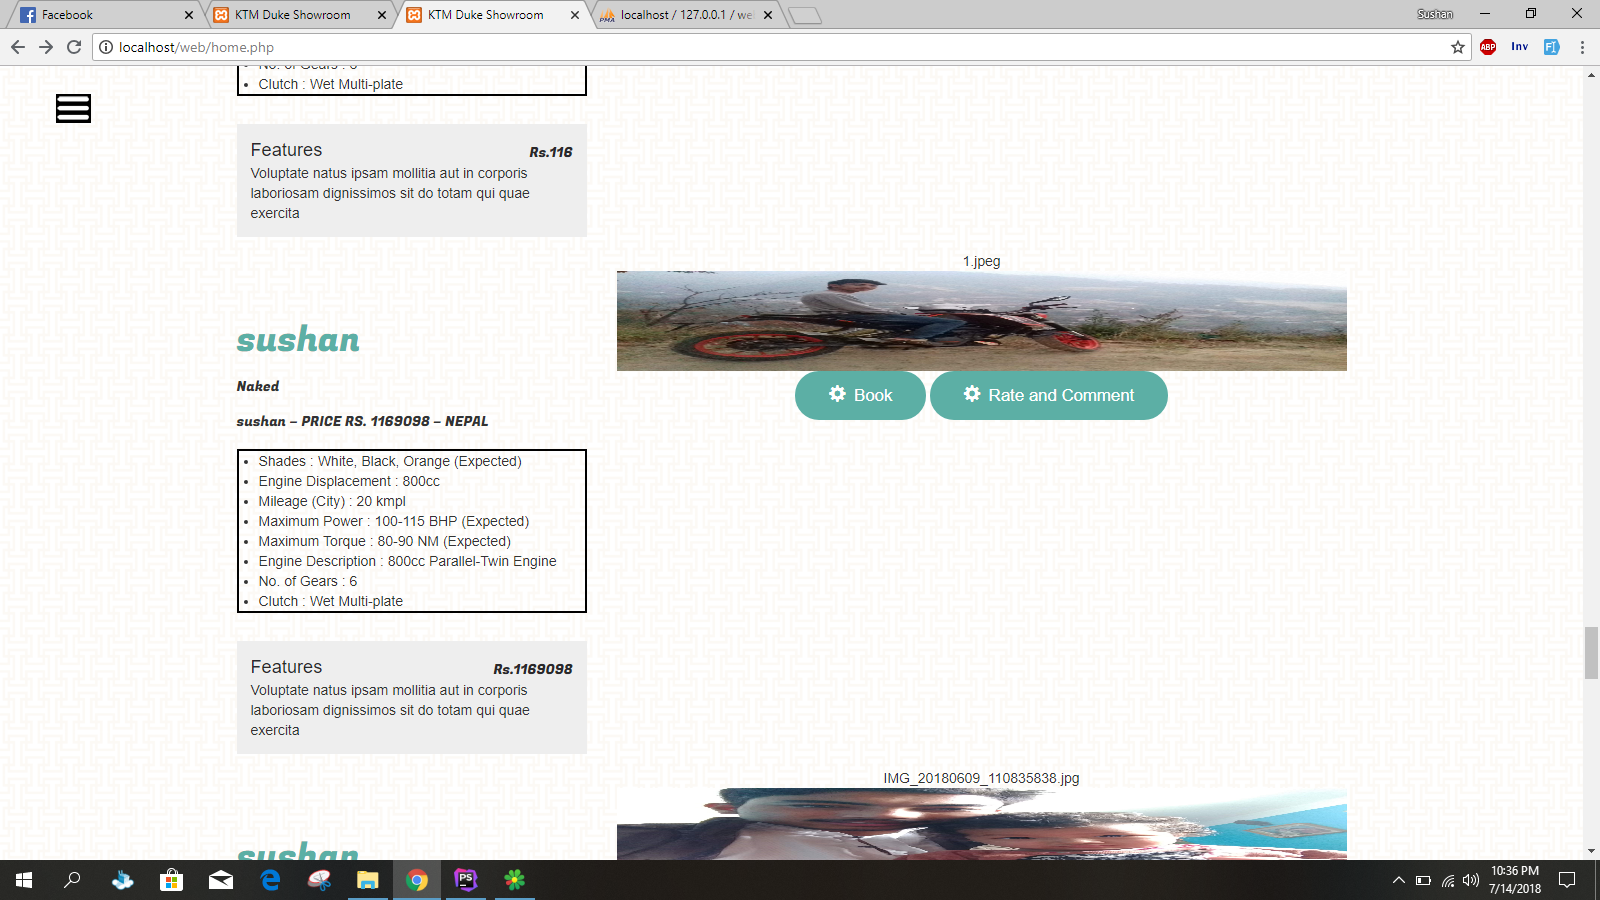 Facebook
KTM Duke Showroom
KTM Duke Showroom
localhost / 127.0.0.1 / we
Sushan
localhost/web/home.php
ABP
Inv
No. of Gears : 6
Clutch : Wet Multi-plate
Features
Rs.116
Voluptate natus ipsam mollitia aut in corporis
laboriosam dignissimos sit do totam qui quae
exercita
1.jpeg
sushan
Naked
sushan – PRICE RS. 1169098 – NEPAL
Book
Rate and Comment
Shades : White, Black, Orange (Expected)
Engine Displacement : 800cc
Mileage (City) : 20 kmpl
Maximum Power : 100-115 BHP (Expected)
Maximum Torque : 80-90 NM (Expected)
Engine Description : 800cc Parallel-Twin Engine
No. of Gears : 6
Clutch : Wet Multi-plate
Features
Rs.1169098
Voluptate natus ipsam mollitia aut in corporis
laboriosam dignissimos sit do totam qui quae
exercita
IMG_20180609_110835838.jpg
sushan
PS
10:36 PM
7/14/2018